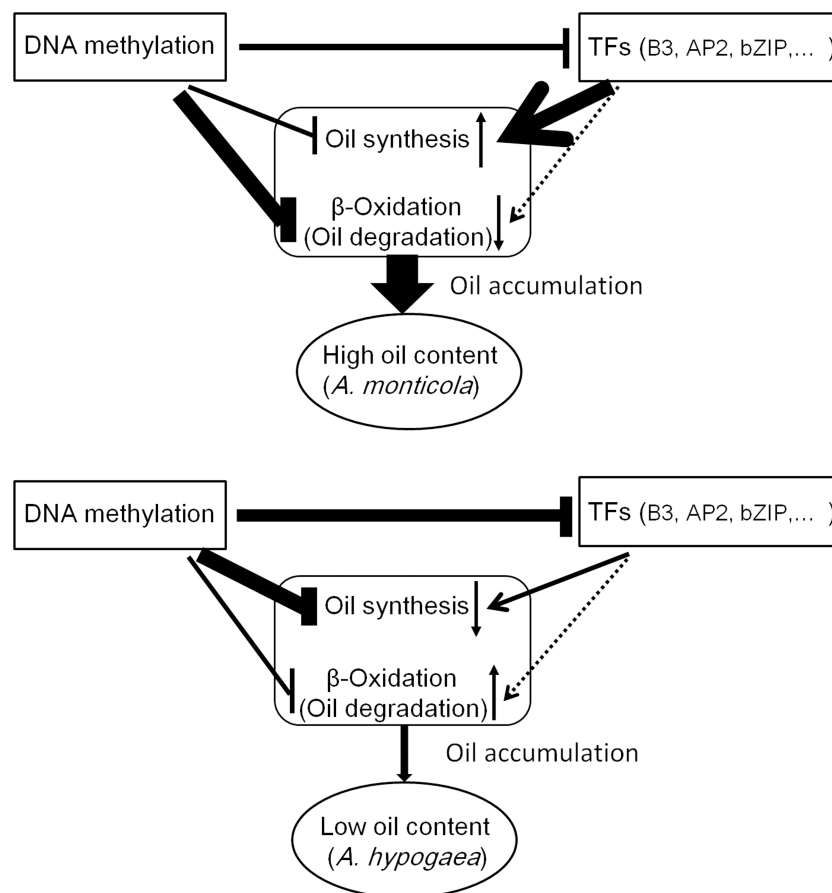 DNA methylation
TFs (B3, AP2, bZIP,… )
Oil synthesis
β-Oxidation
(Oil degradation)
Oil accumulation
High oil content
(A. monticola)
DNA methylation
TFs (B3, AP2, bZIP,… )
Oil synthesis
β-Oxidation
(Oil degradation)
Oil accumulation
Low oil content
(A. hypogaea)